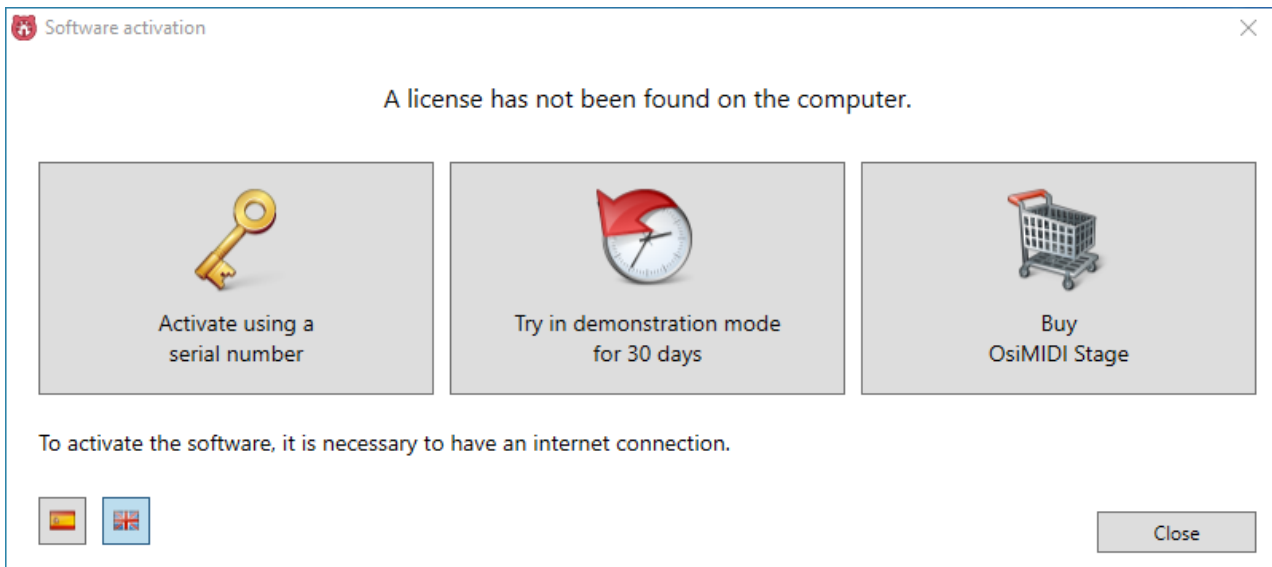 Software activation
A license has not been found on the computer.
Activate using a
serial number
Try in demonstration mode
for 30 days
Buy
OsiMIDI Stage
To activate the software, it is necessary to have an internet connection.
Close